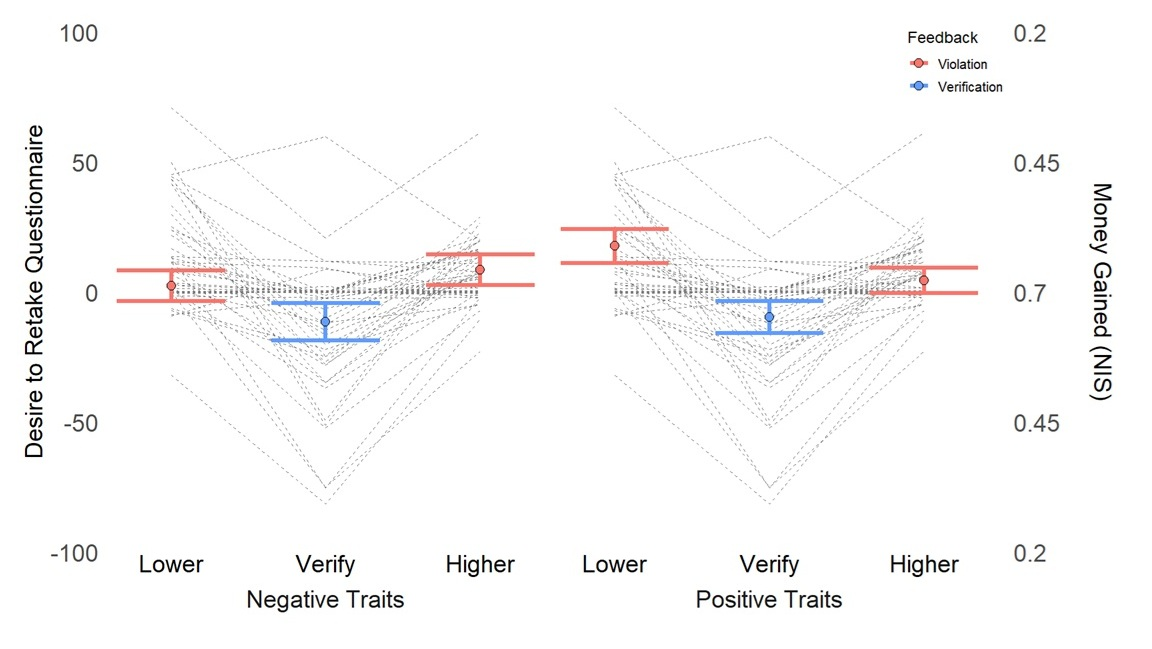 Feedback
Violation
Verification
Desire to Retake Questionnaire
100
50
0
-50
-100
Lower
Verify
Higher
Negative Traits
Lower
Verify
Higher
Positive Traits
0.2
0.45
0.7
0.45
0.2
Money Gained (NIS)